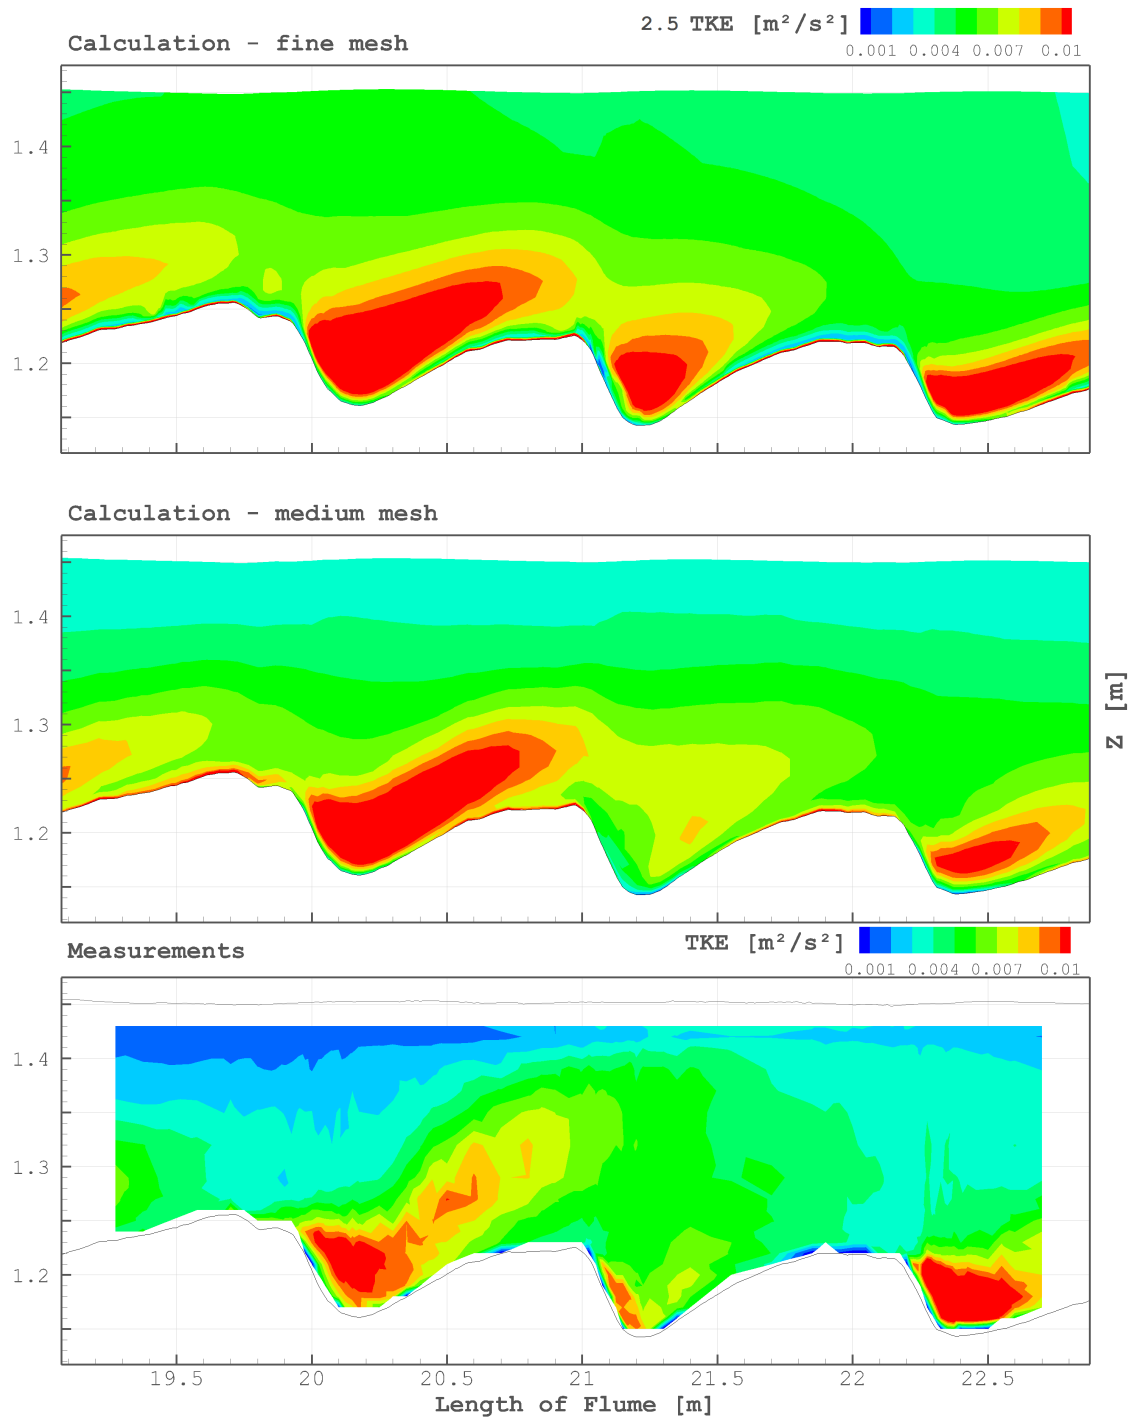 2.5 TKE [m²/s²]
0.001 0.004 0.007 0.01
Calculation - fine mesh
1.4
1.3
1.2
Calculation - medium mesh
1.4
1.3
1.2
Z [m]
Measurements
TKE [m²/s²]
0.001 0.004 0.007 0.01
1.4
1.3
1.2
19.5 20 20.5 21 21.5 22 22.5
Length of Flume [m]